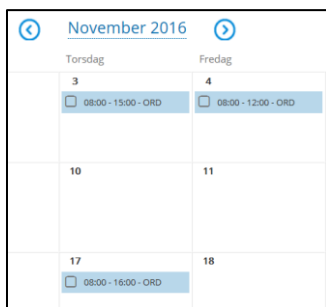 November 2016
Torsdag Fredag
3 4
08:00 - 15:00 - ORD 08:00 - 12:00 - ORD
10 11
17 18
08:00 - 16:00 - ORD